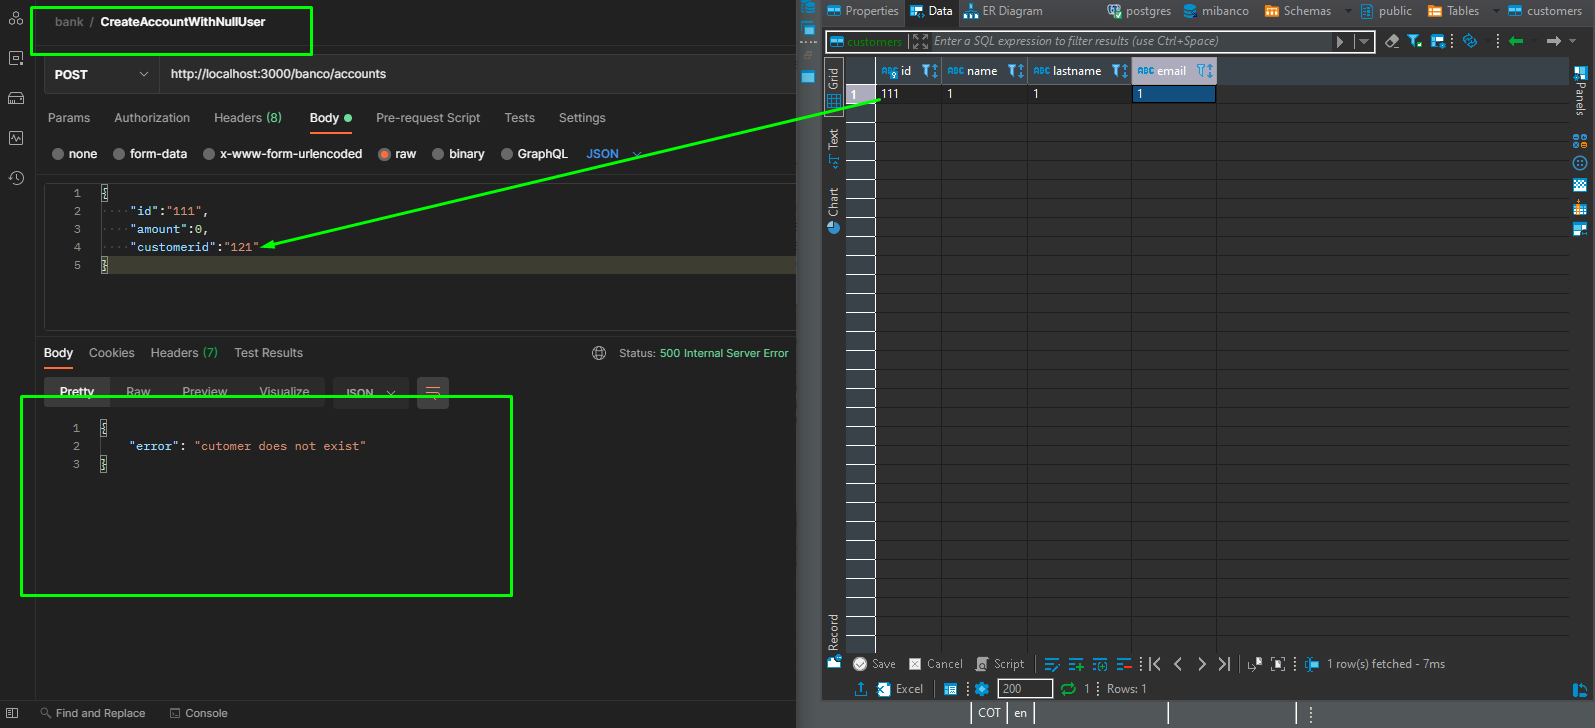 bank / CreateAccountWithNullUser
POST
http://localhost:3000/banco/accounts
Params Authorization Headers (8) Body Pre-request Script Tests Settings
none form-data x-www-form-urlencoded raw binary GraphQL JSON
1 {
2 "id":"111",
3 "amount":0,
4 "customerid":"121"
5 }
Body Cookies Headers (7) Test Results
Status: 500 Internal Server Error
Pretty Raw Preview Visualize JSON
1 {
2 "error": "cutomer does not exist"
3 }
Find and Replace Console
Properties Data ER Diagram
postgres mibanco Schemas public Tables customers
customers Enter a SQL expression to filter results (use Ctrl+Space)
Grid
Text
Chart
Record
Panels
ABC id ABC name ABC lastname ABC email
1 111 1 1 1
Save Cancel Script
1 row(s) fetched - 7ms
Excel 200 1 Rows: 1
COT en